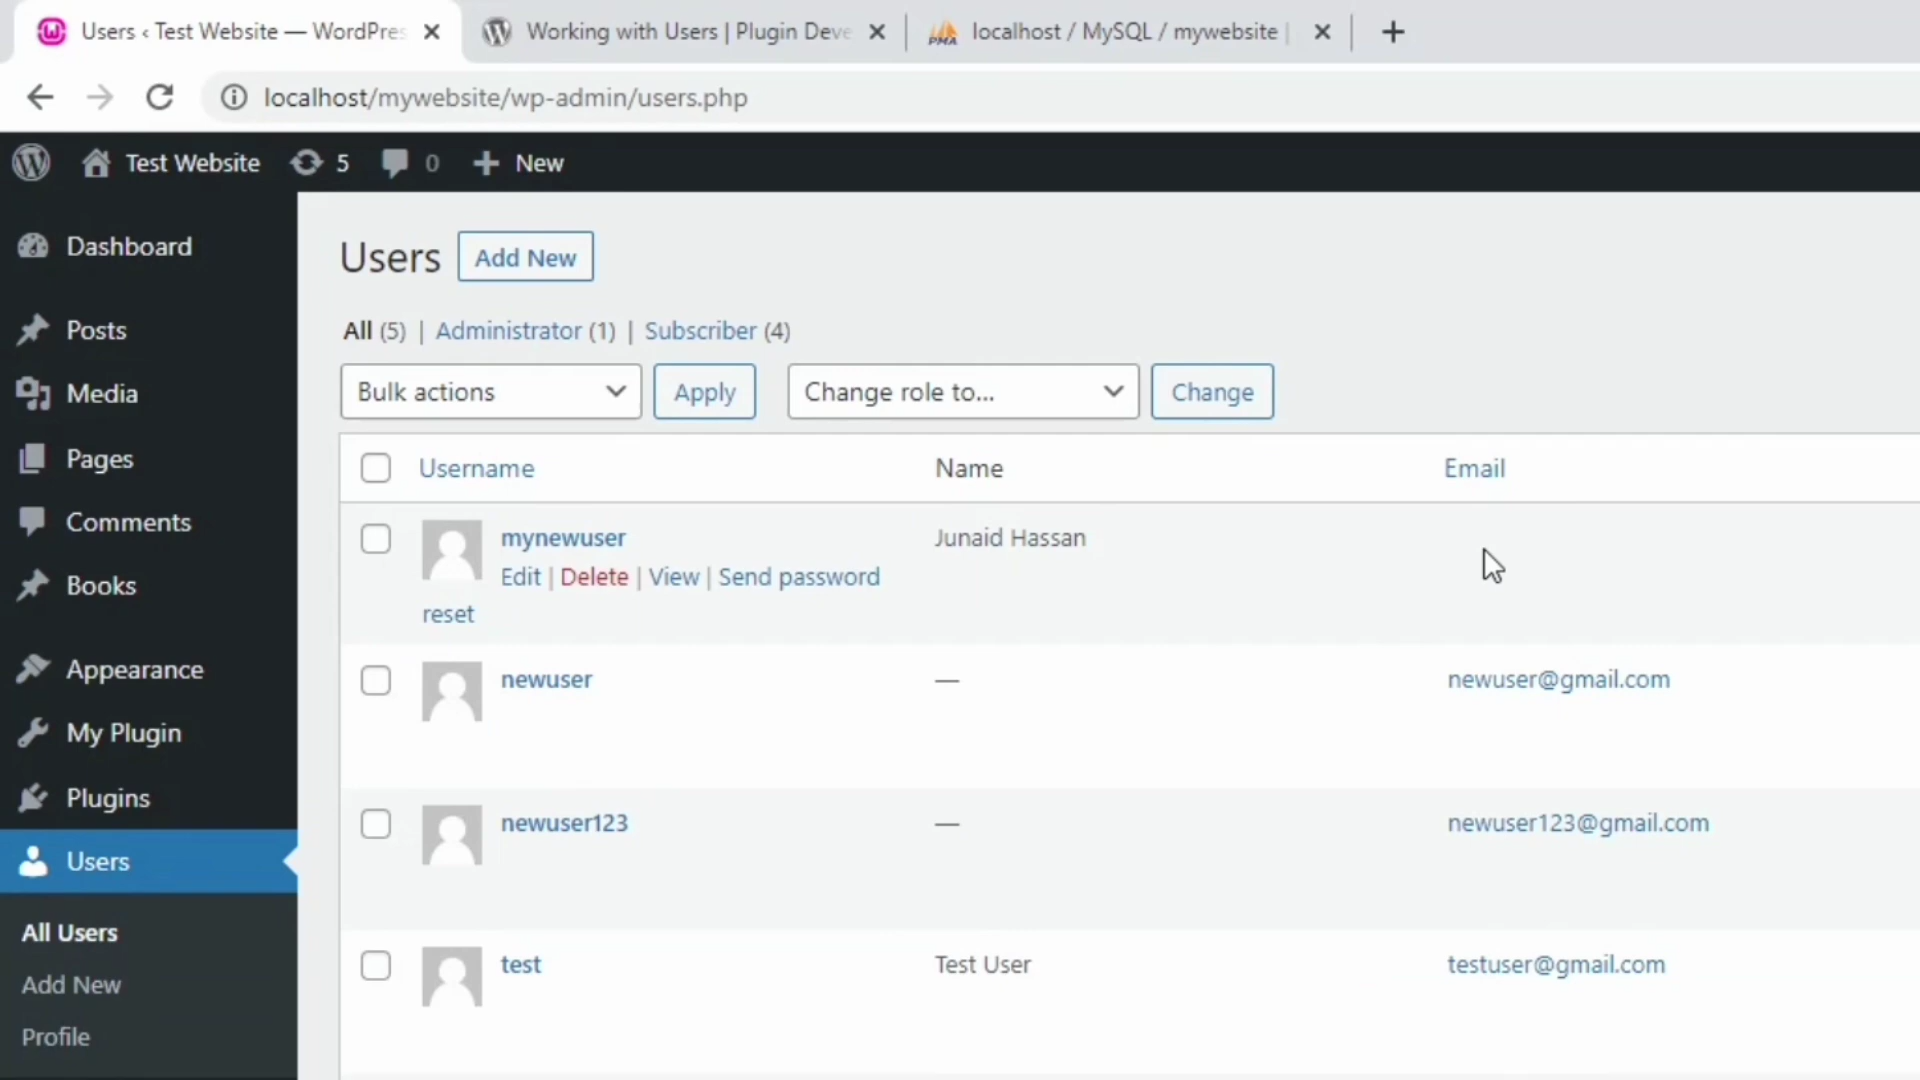 Users ‹ Test Website — WordPres
Working with Users | Plugin Deve
PMA
localhost / MySQL / mywebsite |
localhost/mywebsite/wp-admin/users.php
Test Website 5 0 New
Dashboard
Posts
Media
Pages
Comments
Books
Appearance
My Plugin
Plugins
Users
All Users
Add New
Profile
Users Add New
All (5) | Administrator (1) | Subscriber (4)
Bulk actions Apply Change role to... Change
Username Name Email
mynewuser Junaid Hassan
Edit | Delete | View | Send password
reset
newuser — newuser@gmail.com
newuser123 — newuser123@gmail.com
test Test User testuser@gmail.com